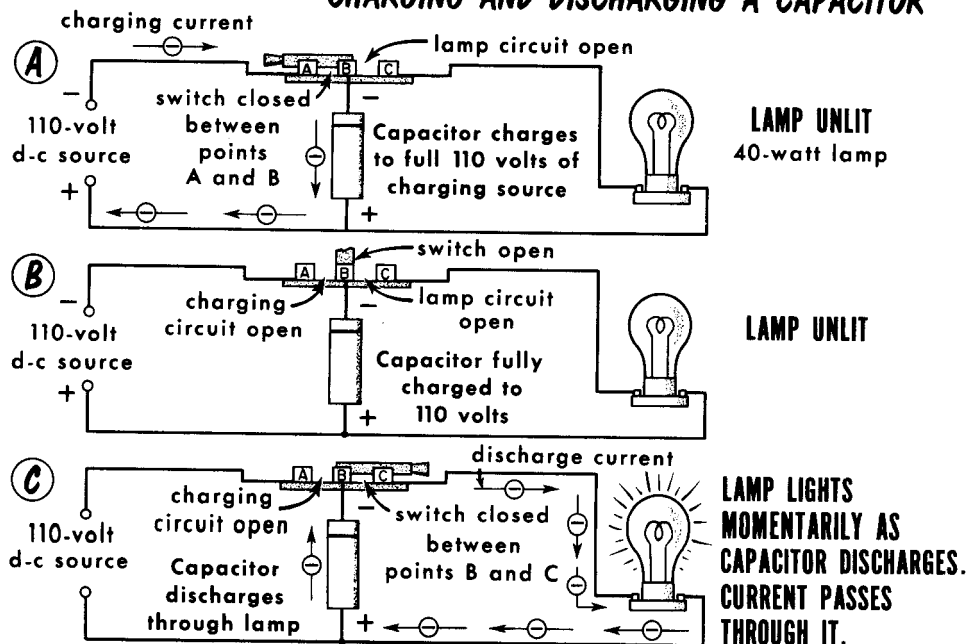 CHARGING AND DISCHARGING A CAPACITOR
charging current
A
A
B
C
lamp circuit open
−
110-volt
d-c source
+
switch closed
between
points
A and B
−
Capacitor charges
to full 110 volts of
charging source
+
LAMP UNLIT
40-watt lamp
B
switch open
A
B
C
−
110-volt
d-c source
+
charging
circuit open
−
lamp circuit
open
Capacitor fully
charged to
110 volts
+
LAMP UNLIT
C
A
B
C
discharge current
110-volt
d-c source
charging
circuit open
−
switch closed
between
points B and C
Capacitor
discharges
through lamp
+
LAMP LIGHTS
MOMENTARILY AS
CAPACITOR DISCHARGES.
CURRENT PASSES
THROUGH IT.